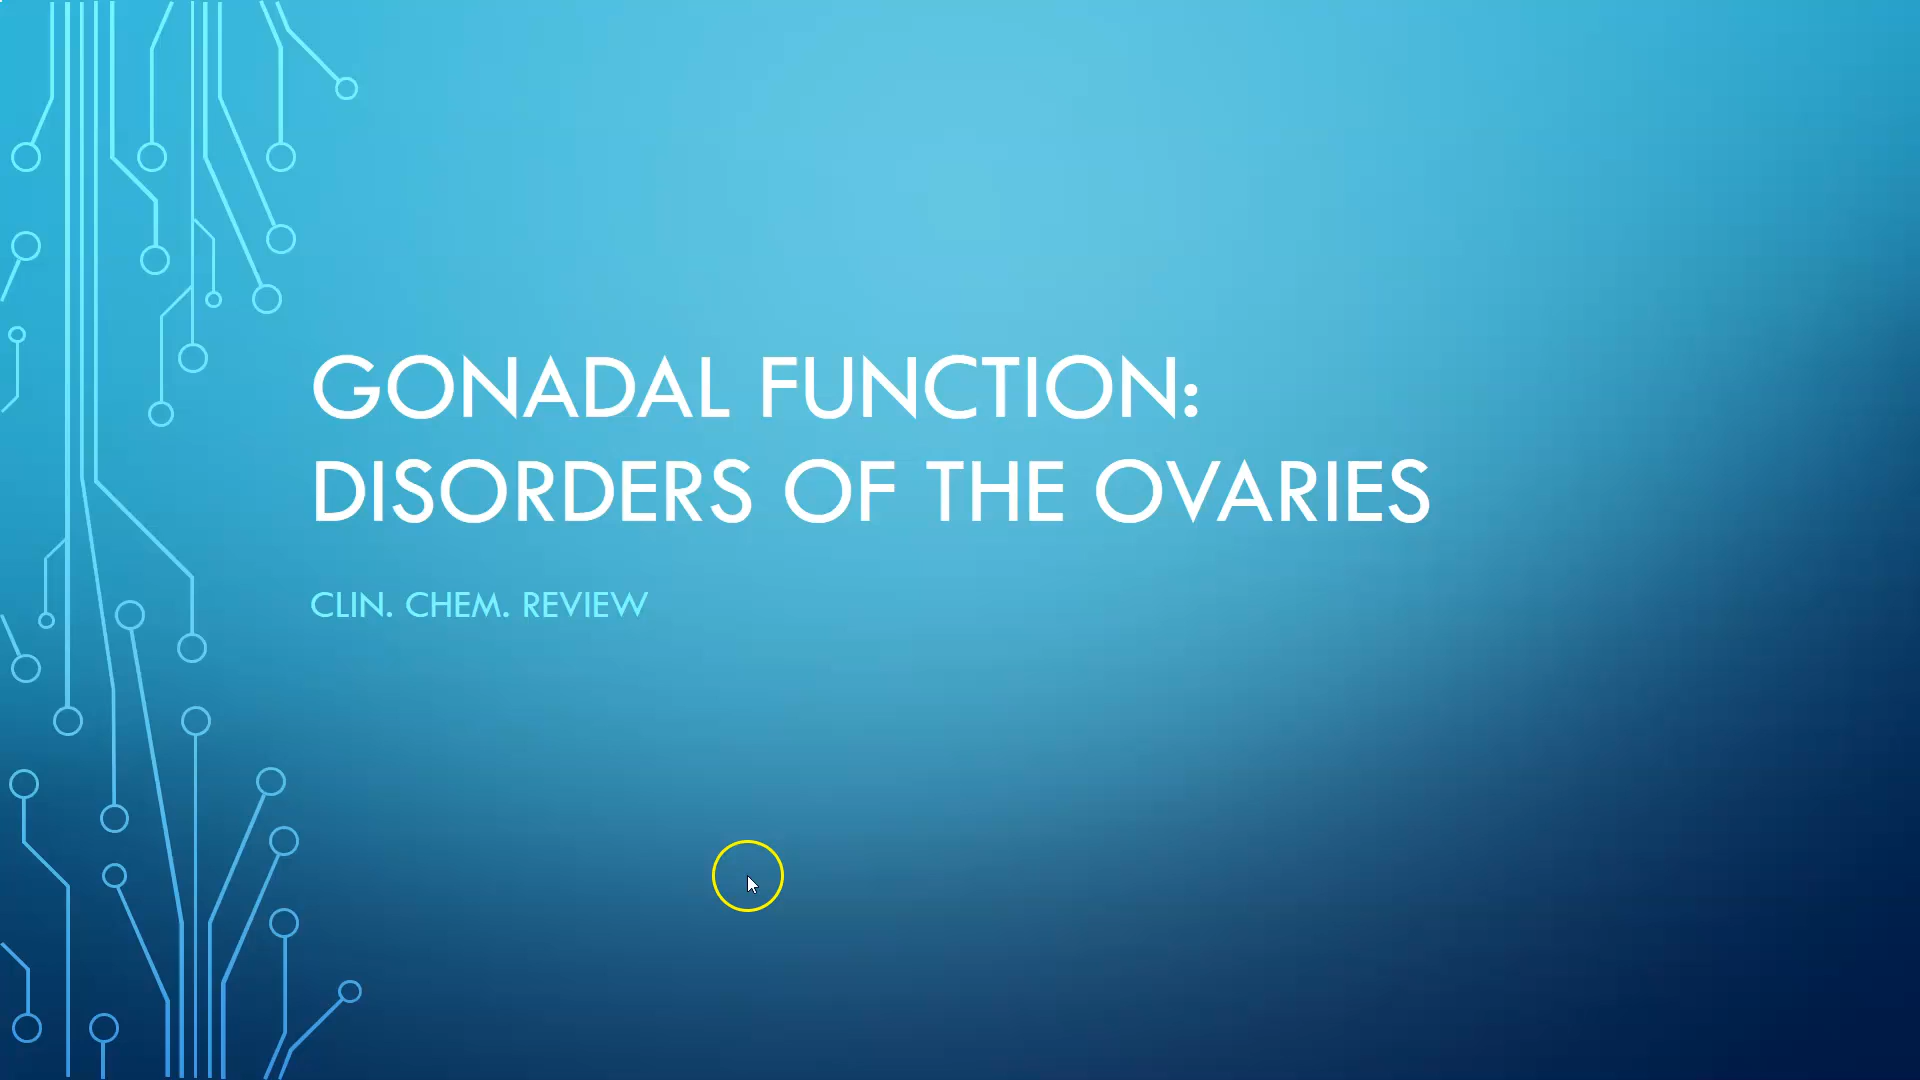 GONADAL FUNCTION:
DISORDERS OF THE OVARIES
CLIN. CHEM. REVIEW